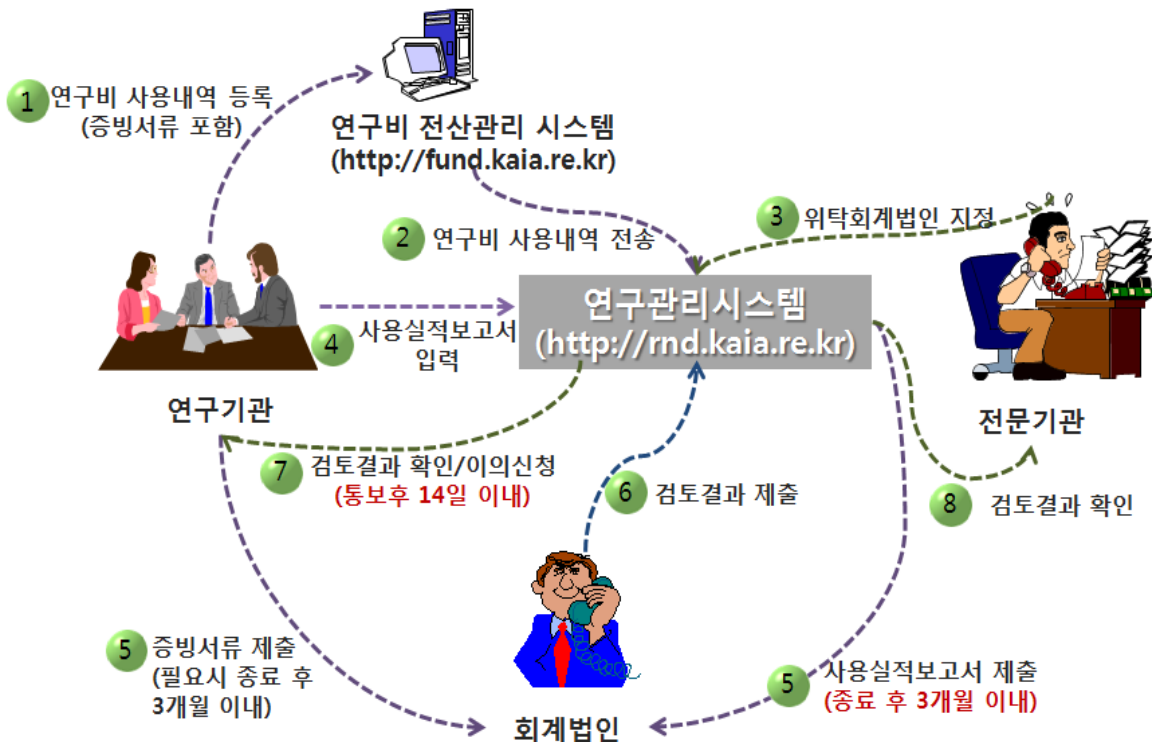 1
연구비 사용내역 등록
(증빙서류 포함)
연구비 전산관리 시스템
(http://fund.kaia.re.kr)
2 연구비 사용내역 전송
3 위탁회계법인 지정
연구관리시스템
(http://rnd.kaia.re.kr)
4
사용실적보고서
입력
연구기관
전문기관
7
검토결과 확인/이의신청
(통보후 14일 이내)
6 검토결과 제출
8 검토결과 확인
5
증빙서류 제출
(필요시 종료 후
3개월 이내)
5
사용실적보고서 제출
(종료 후 3개월 이내)
회계법인